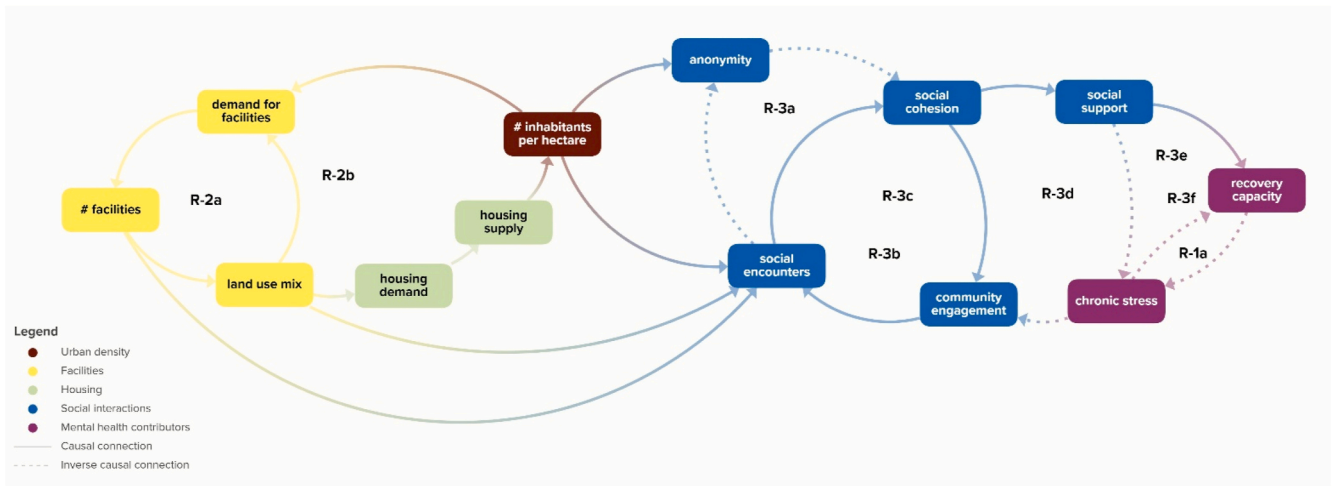 anonymity
R-3a
social
cohesion
social
support
demand for
facilities
# inhabitants
per hectare
R-3e
R-2b
recovery
capacity
R-2a
# facilities
R-3c
R-3d
R-3f
housing
supply
R-3b
R-1a
social
encounters
land use mix
housing
demand
community
engagement
chronic stress
Legend
Urban density
Facilities
Housing
Social interactions
Mental health contributors
Causal connection
Inverse causal connection